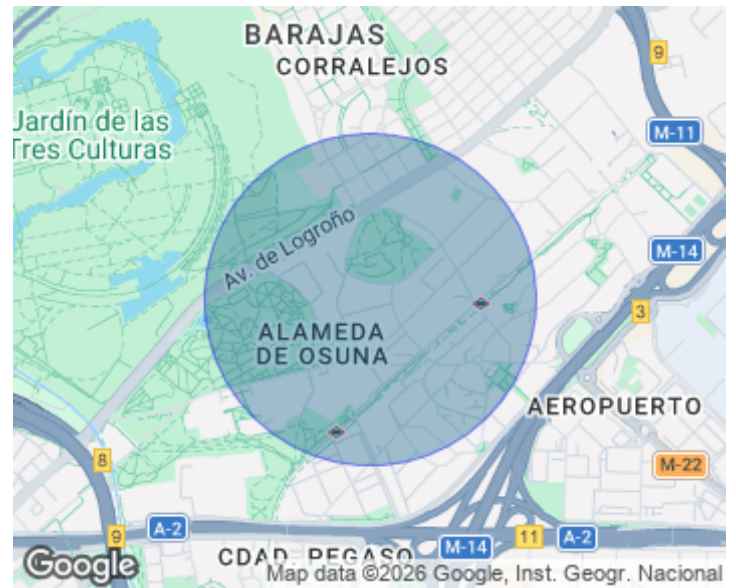 BARAJAS
CORRALEJOS
9
M-11
Jardín de las
Tres Culturas
Av. de Logroño
M-14
3
ALAMEDA
DE OSUNA
AEROPUERTO
8
M-22
9
A-2
11
A-2
M-14
CDAD. PEGASO
Google
Map data ©2026 Google, Inst. Geogr. Nacional